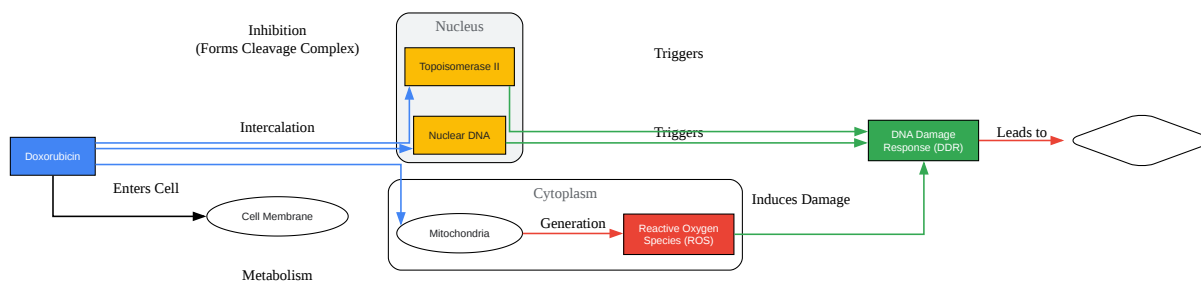 Nucleus
Inhibition
(Forms Cleavage Complex)
Triggers
Topoisomerase II
Intercalation
Nuclear DNA
Triggers
DNA Damage
Response (DDR)
Leads to
Doxorubicin
Enters Cell
Cytoplasm
Induces Damage
Cell Membrane
Mitochondria
Generation
Reactive Oxygen
Species (ROS)
Metabolism